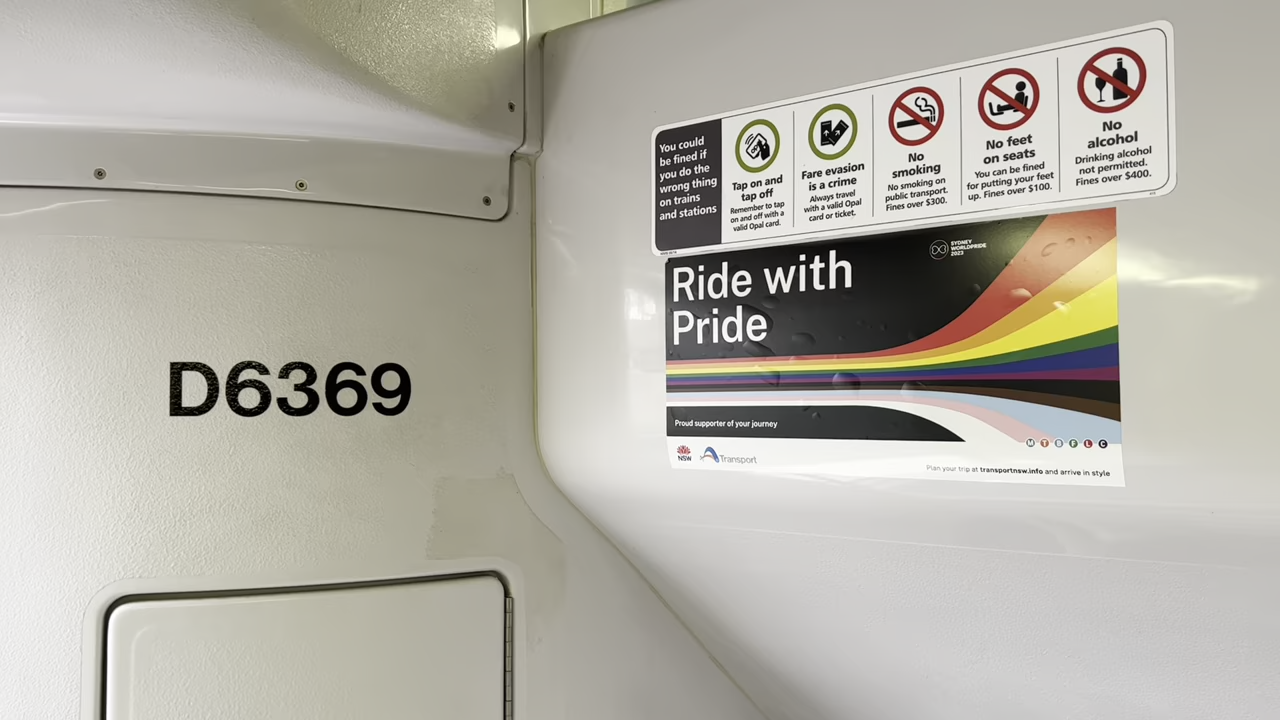 You could
be fined if
you do the
wrong thing
on trains
and stations
Tap on and
tap off
Remember to tap
on and off with a
valid Opal card.
Fare evasion
is a crime
Always travel
with a valid Opal
card or ticket.
No
smoking
No smoking on
public transport.
Fines over $300.
No feet
on seats
You can be fined
for putting your feet
up. Fines over $100.
No
alcohol
Drinking alcohol
not permitted.
Fines over $400.
SYDNEY
WORLDPRIDE
2023
Ride with
Pride
D6369
Proud supporter of your journey
M T B F L C
NSW
Transport
Plan your trip at transportnsw.info and arrive in style